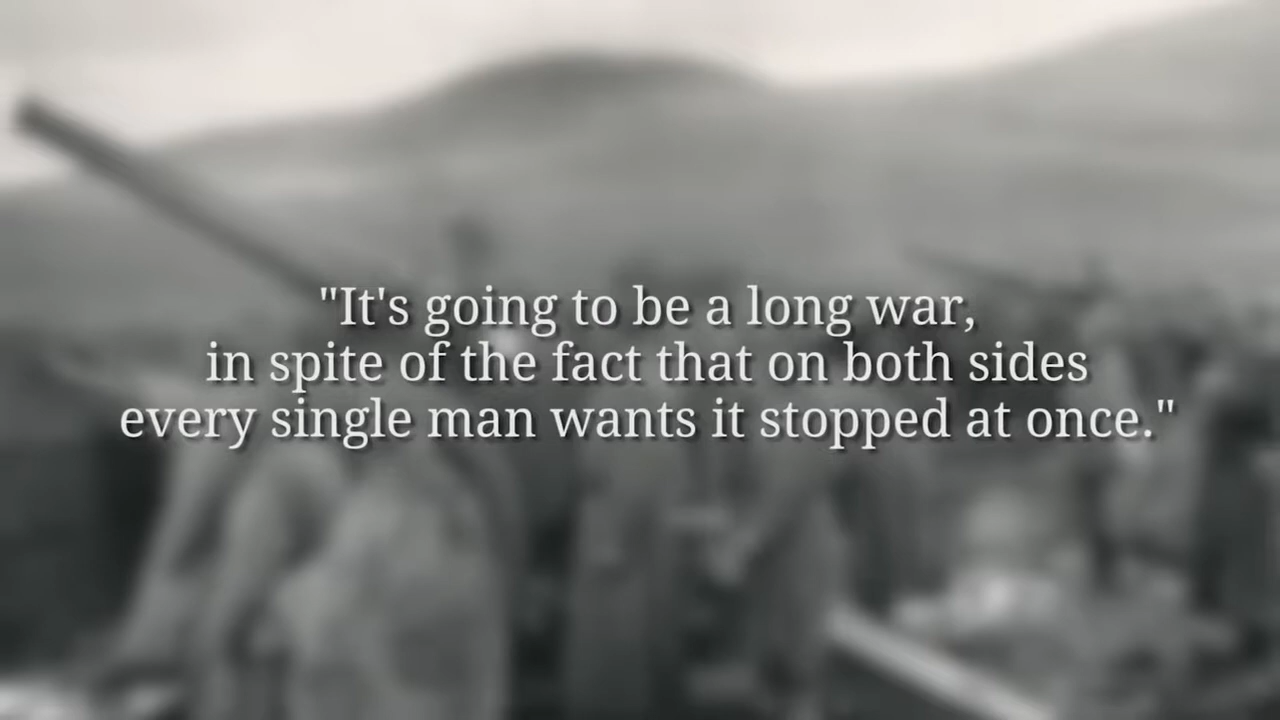 "It's going to be a long war,
in spite of the fact that on both sides
every single man wants it stopped at once."